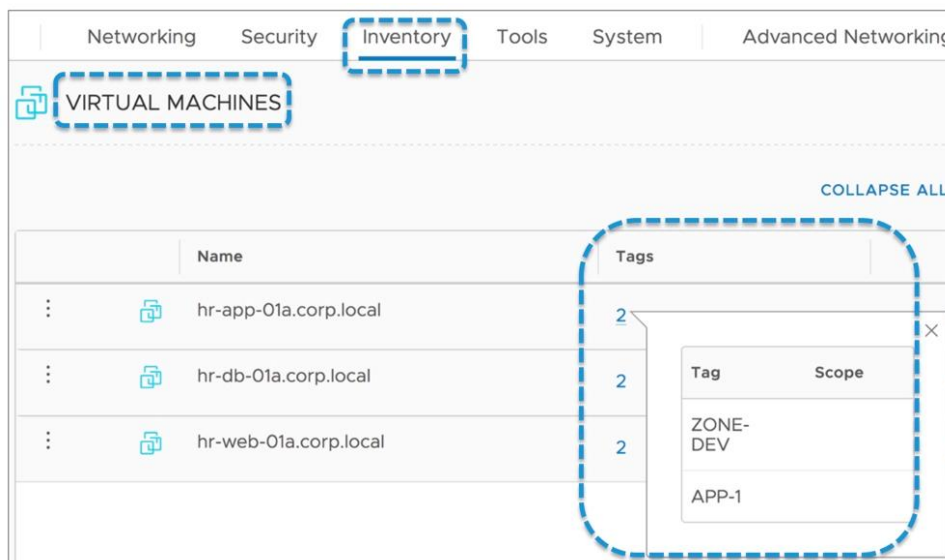 Networking Security Inventory Tools System Advanced Networking
VIRTUAL MACHINES
COLLAPSE ALL
Name Tags
hr-app-01a.corp.local 2
hr-db-01a.corp.local 2
hr-web-01a.corp.local 2
Tag Scope
ZONE-
DEV
APP-1